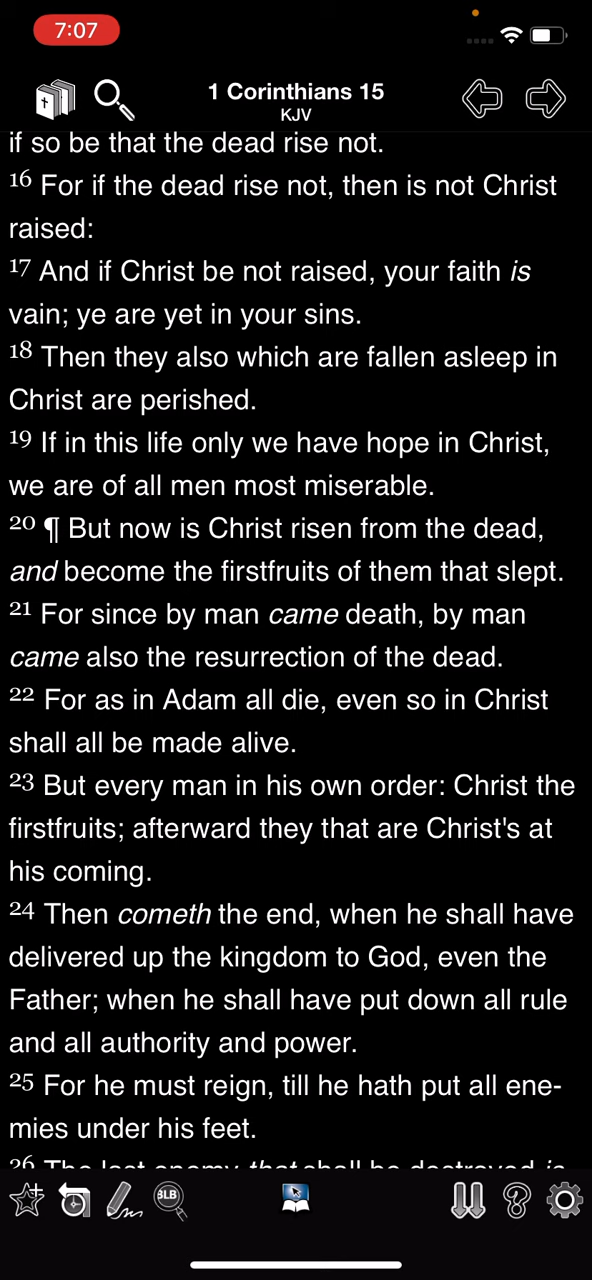 7:07
1 Corinthians 15
KJV
if so be that the dead rise not.
16 For if the dead rise not, then is not Christ
raised:
17 And if Christ be not raised, your faith is
vain; ye are yet in your sins.
18 Then they also which are fallen asleep in
Christ are perished.
19 If in this life only we have hope in Christ,
we are of all men most miserable.
20 ¶ But now is Christ risen from the dead,
and become the firstfruits of them that slept.
21 For since by man came death, by man
came also the resurrection of the dead.
22 For as in Adam all die, even so in Christ
shall all be made alive.
23 But every man in his own order: Christ the
firstfruits; afterward they that are Christ's at
his coming.
24 Then cometh the end, when he shall have
delivered up the kingdom to God, even the
Father; when he shall have put down all rule
and all authority and power.
25 For he must reign, till he hath put all ene-
mies under his feet.
26 The last enemy that shall be destroyed is
BLB